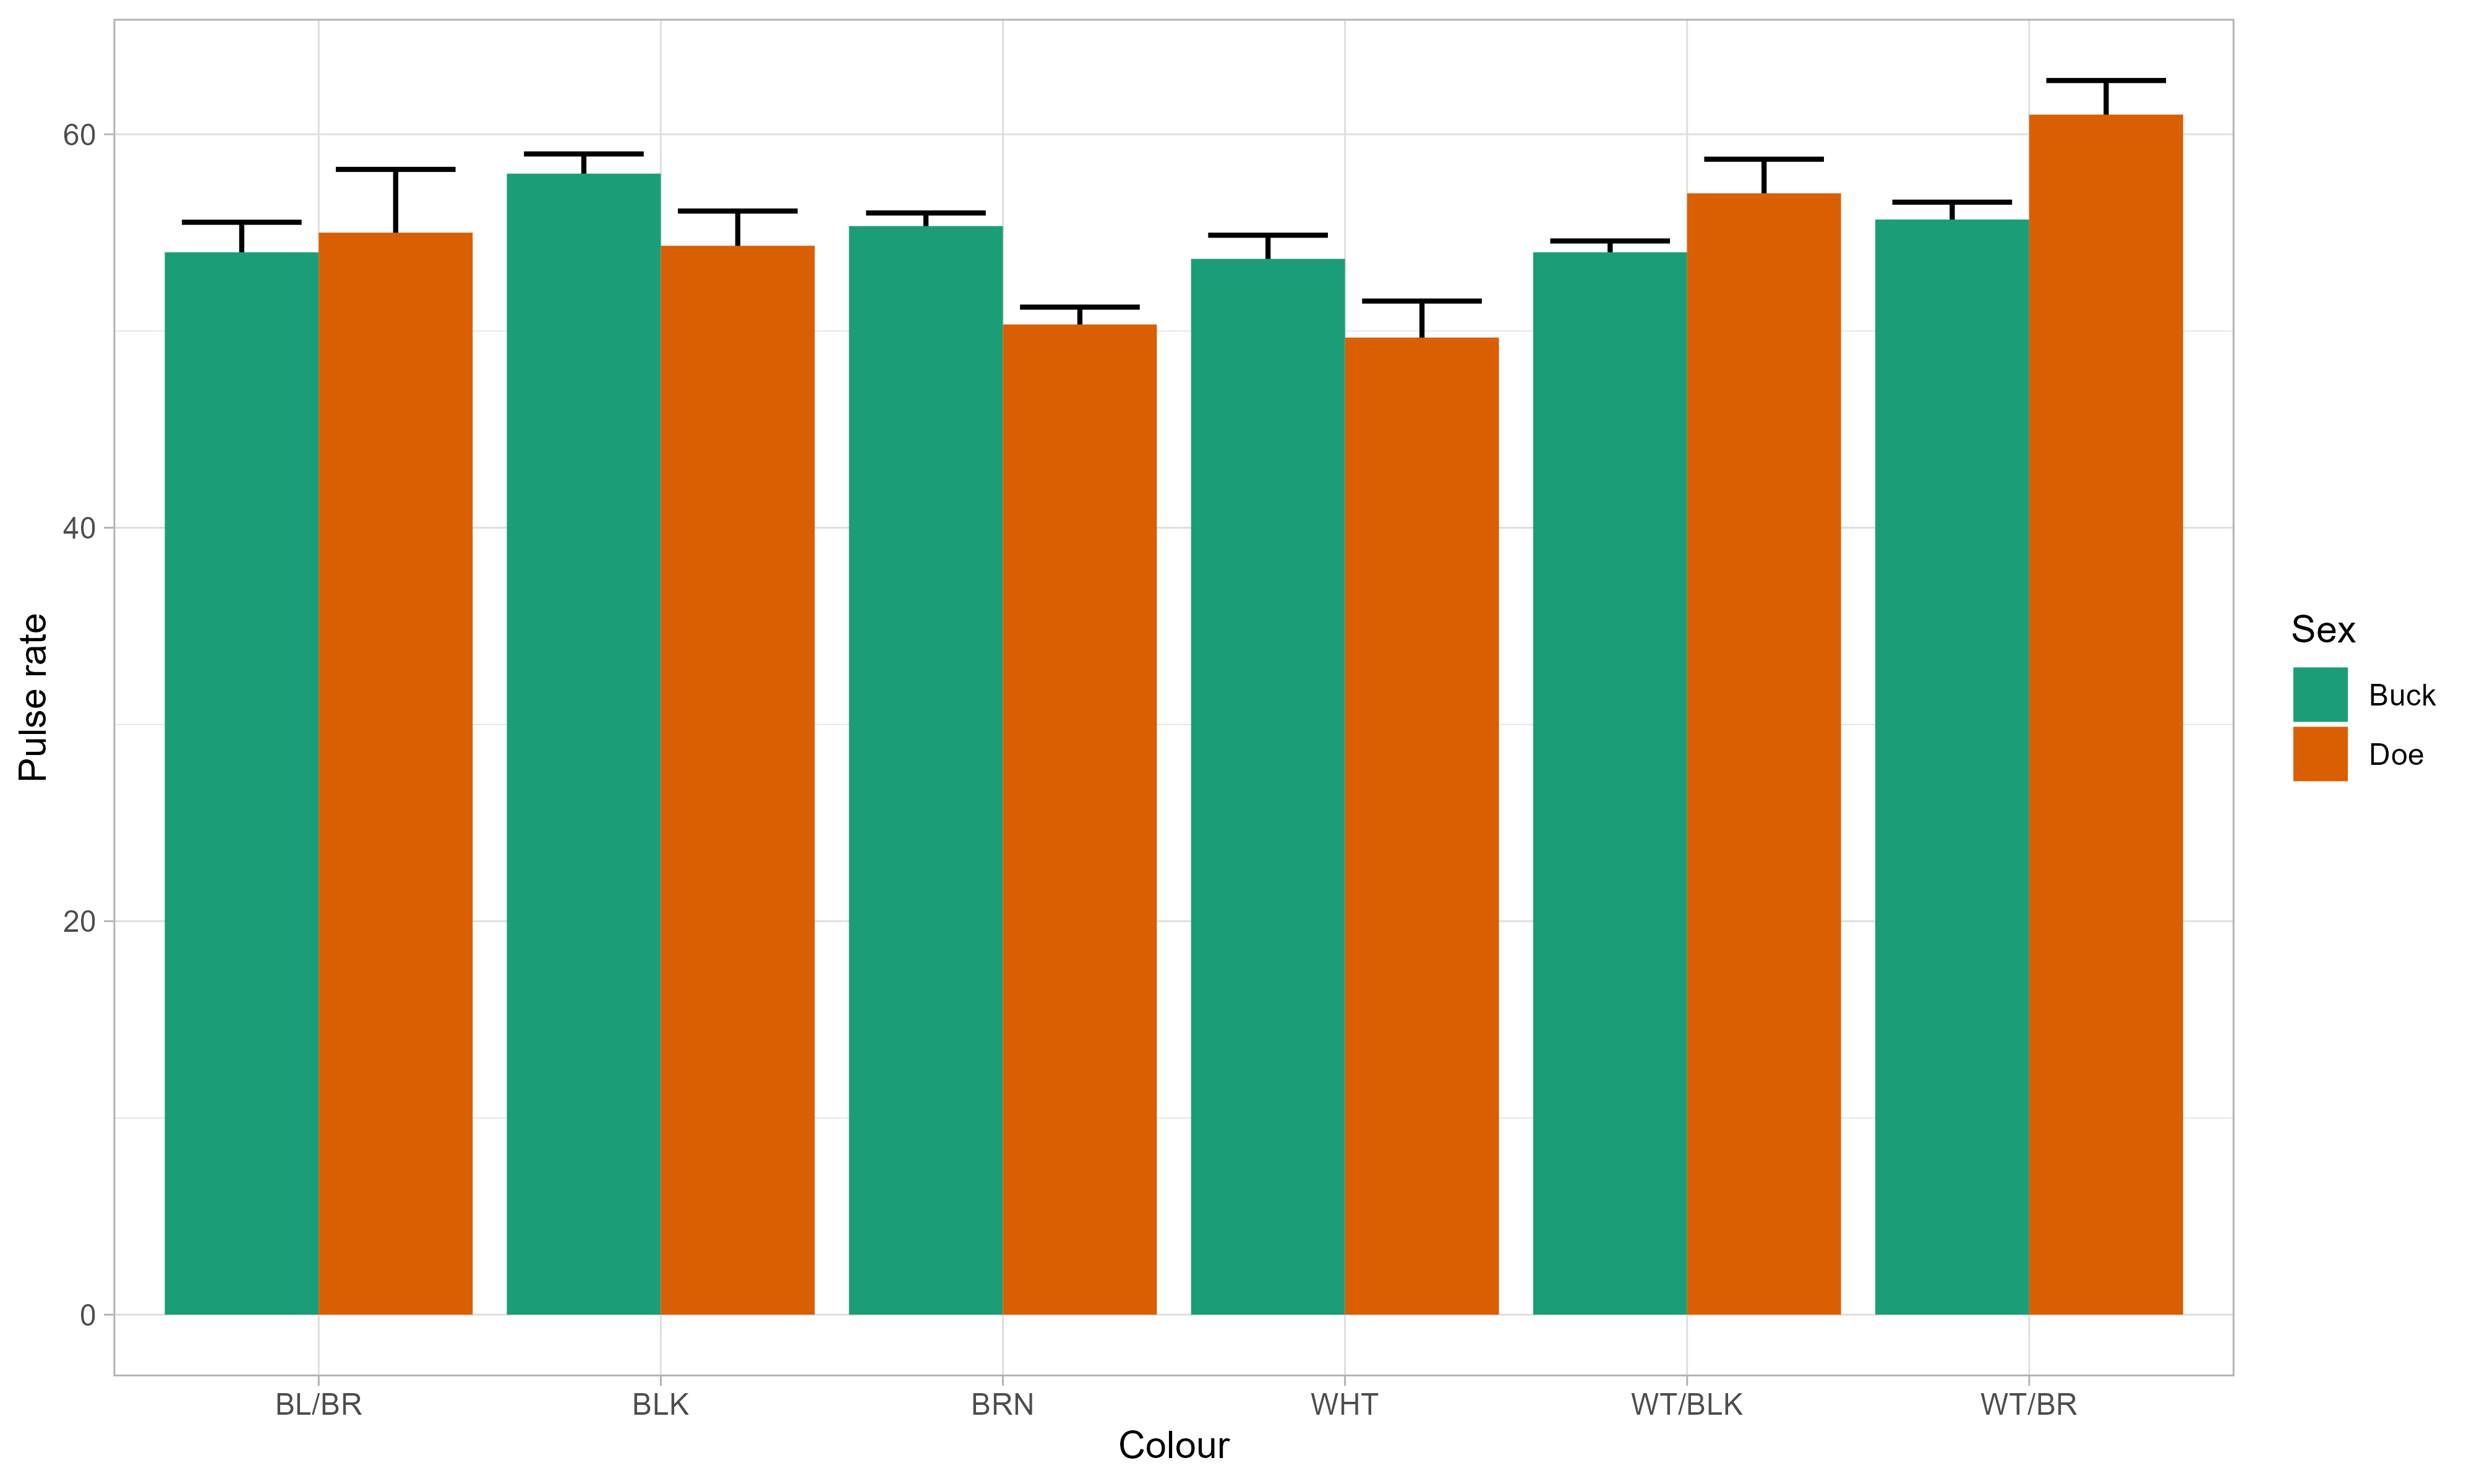 60
40
20
0
Pulse rate
BL/BR
BLK
BRN
WHT
WT/BLK
WT/BR
Colour
Sex
Buck
Doe